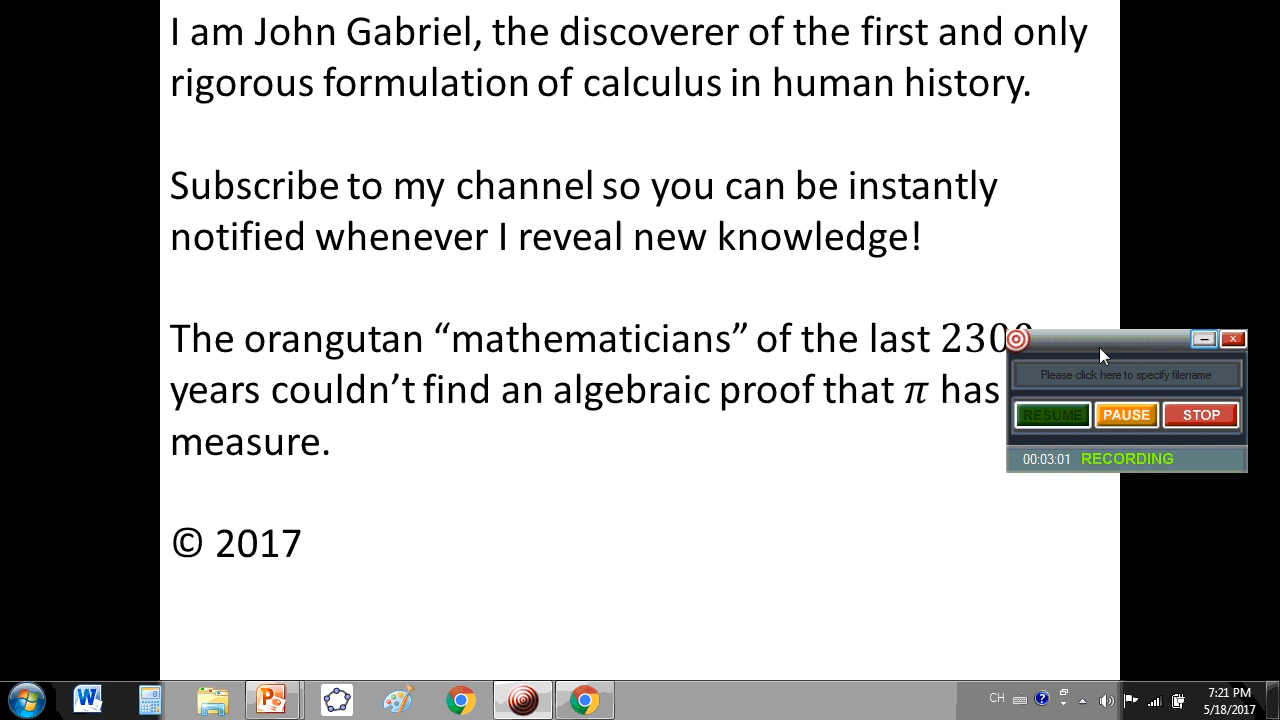 I am John Gabriel, the discoverer of the first and only
rigorous formulation of calculus in human history.
Subscribe to my channel so you can be instantly
notified whenever I reveal new knowledge!
The orangutan “mathematicians” of the last 2300
years couldn’t find an algebraic proof that 𝜋 has
measure.
© 2017
Please click here to specify filename
RESUME PAUSE STOP
00:03:01 RECORDING
CH
7:21 PM
5/18/2017